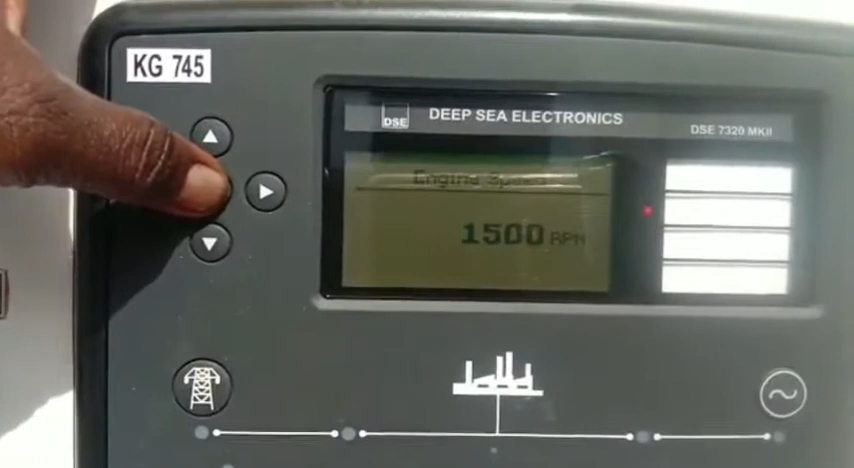 KG 745
DSE
DEEP SEA ELECTRONICS
DSE 7320 MKII
Engine Speed
1500 RPM